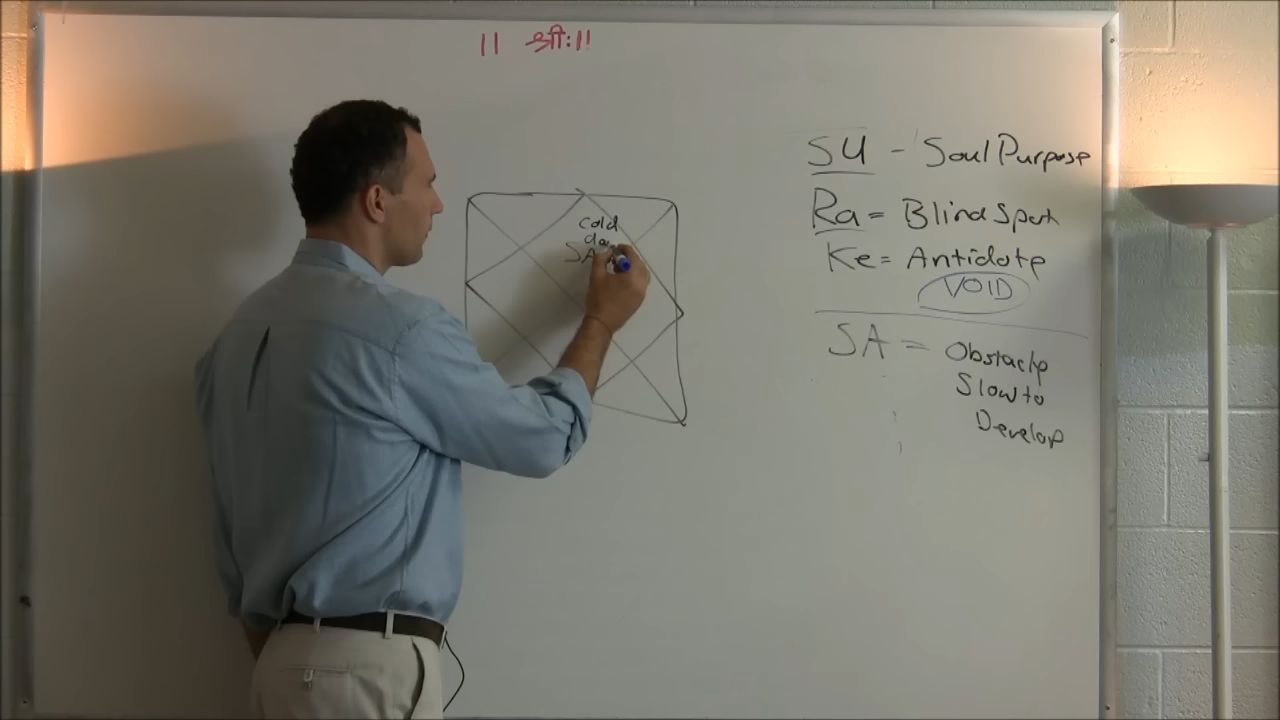 ॥ श्रीः॥
SU - Soul Purpose
Ra = Blind Spot
Ke = Antidote
VOID
SA = Obstacle
Slow to
Develop
Cold
SA